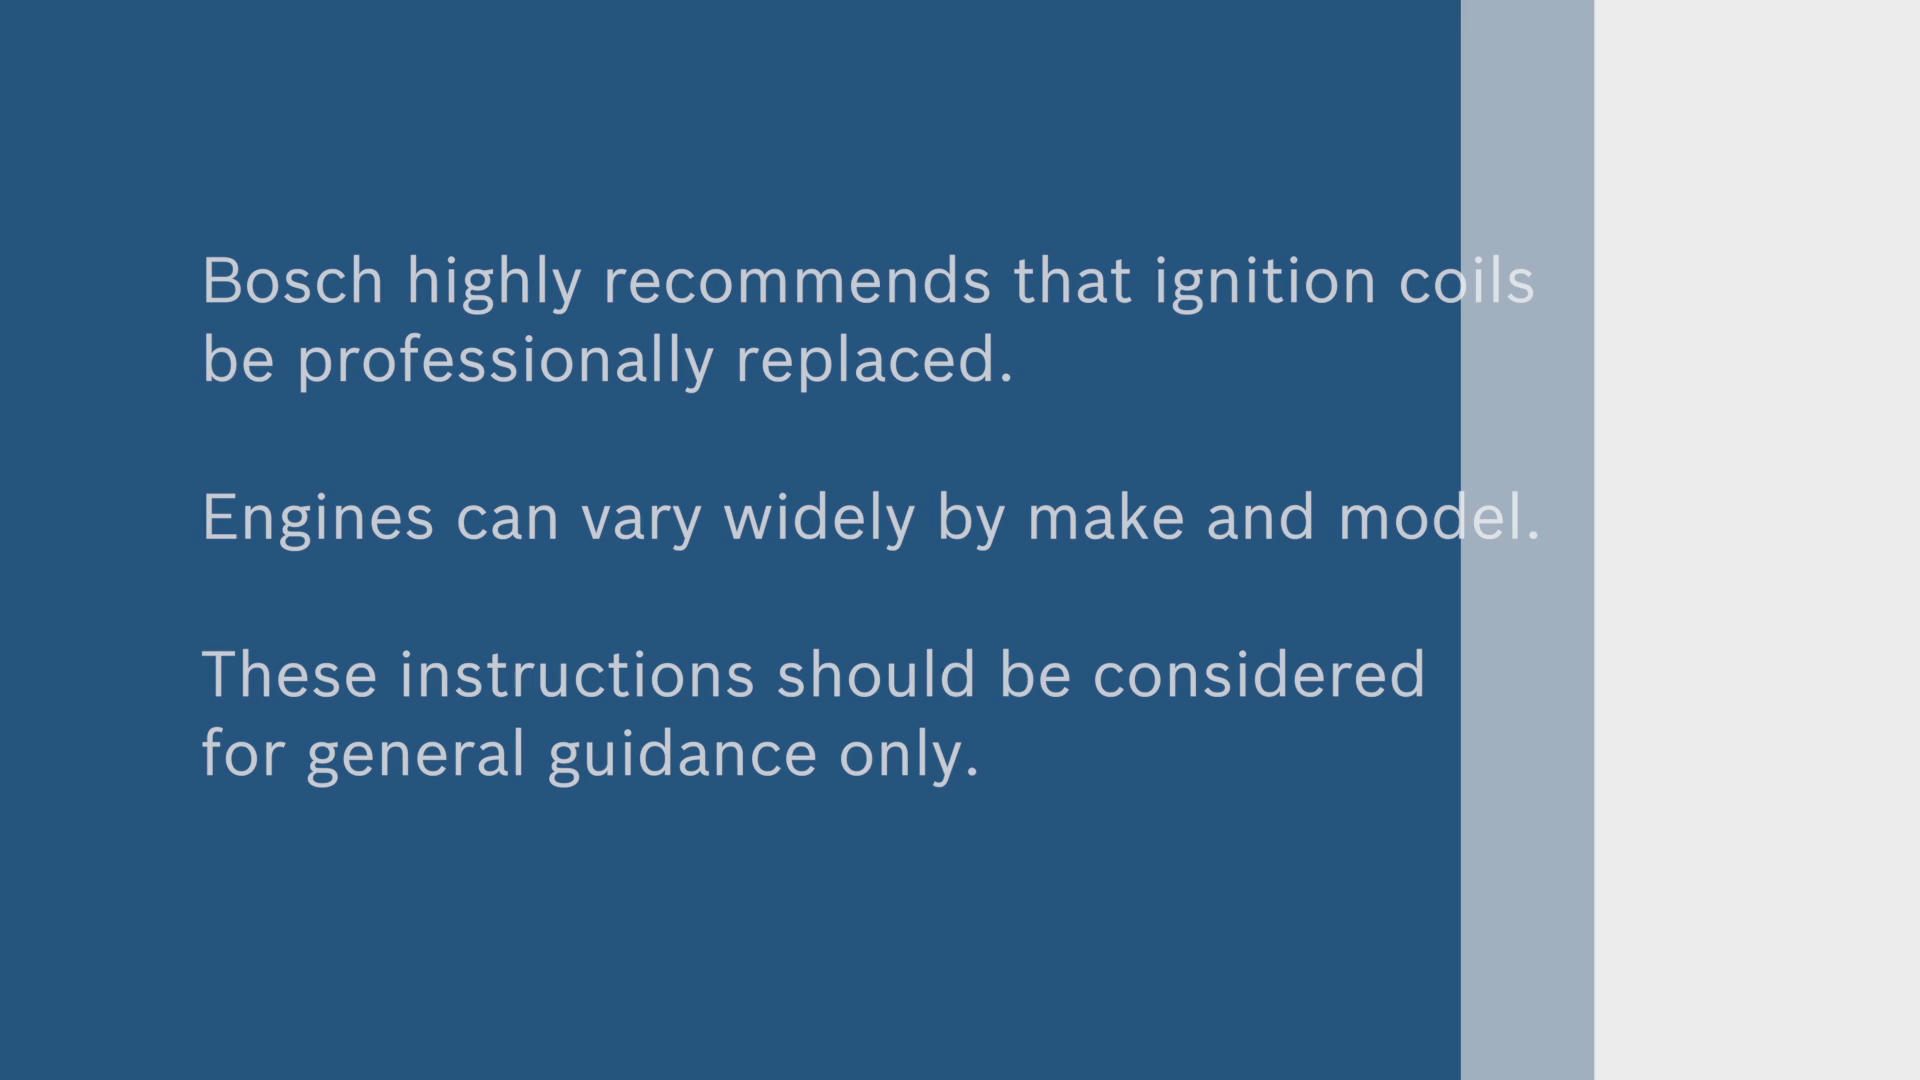 Bosch highly recommends that ignition coils
be professionally replaced.
Engines can vary widely by make and model.
These instructions should be considered
for general guidance only.